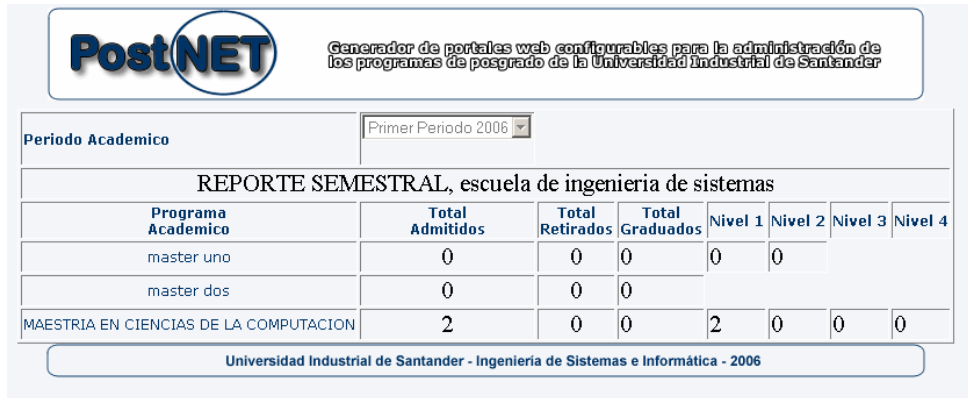 PostNET
Generador de portales web configurables para la administración de
los programas de posgrado de la Universidad Industrial de Santander
Periodo Academico
Primer Periodo 2006
REPORTE SEMESTRAL, escuela de ingenieria de sistemas
Programa Academico Total Admitidos Total Retirados Total Graduados Nivel 1 Nivel 2 Nivel 3 Nivel 4
master uno 0 0 0 0 0
master dos 0 0 0
MAESTRIA EN CIENCIAS DE LA COMPUTACION 2 0 0 2 0 0 0
Universidad Industrial de Santander - Ingeniería de Sistemas e Informática - 2006